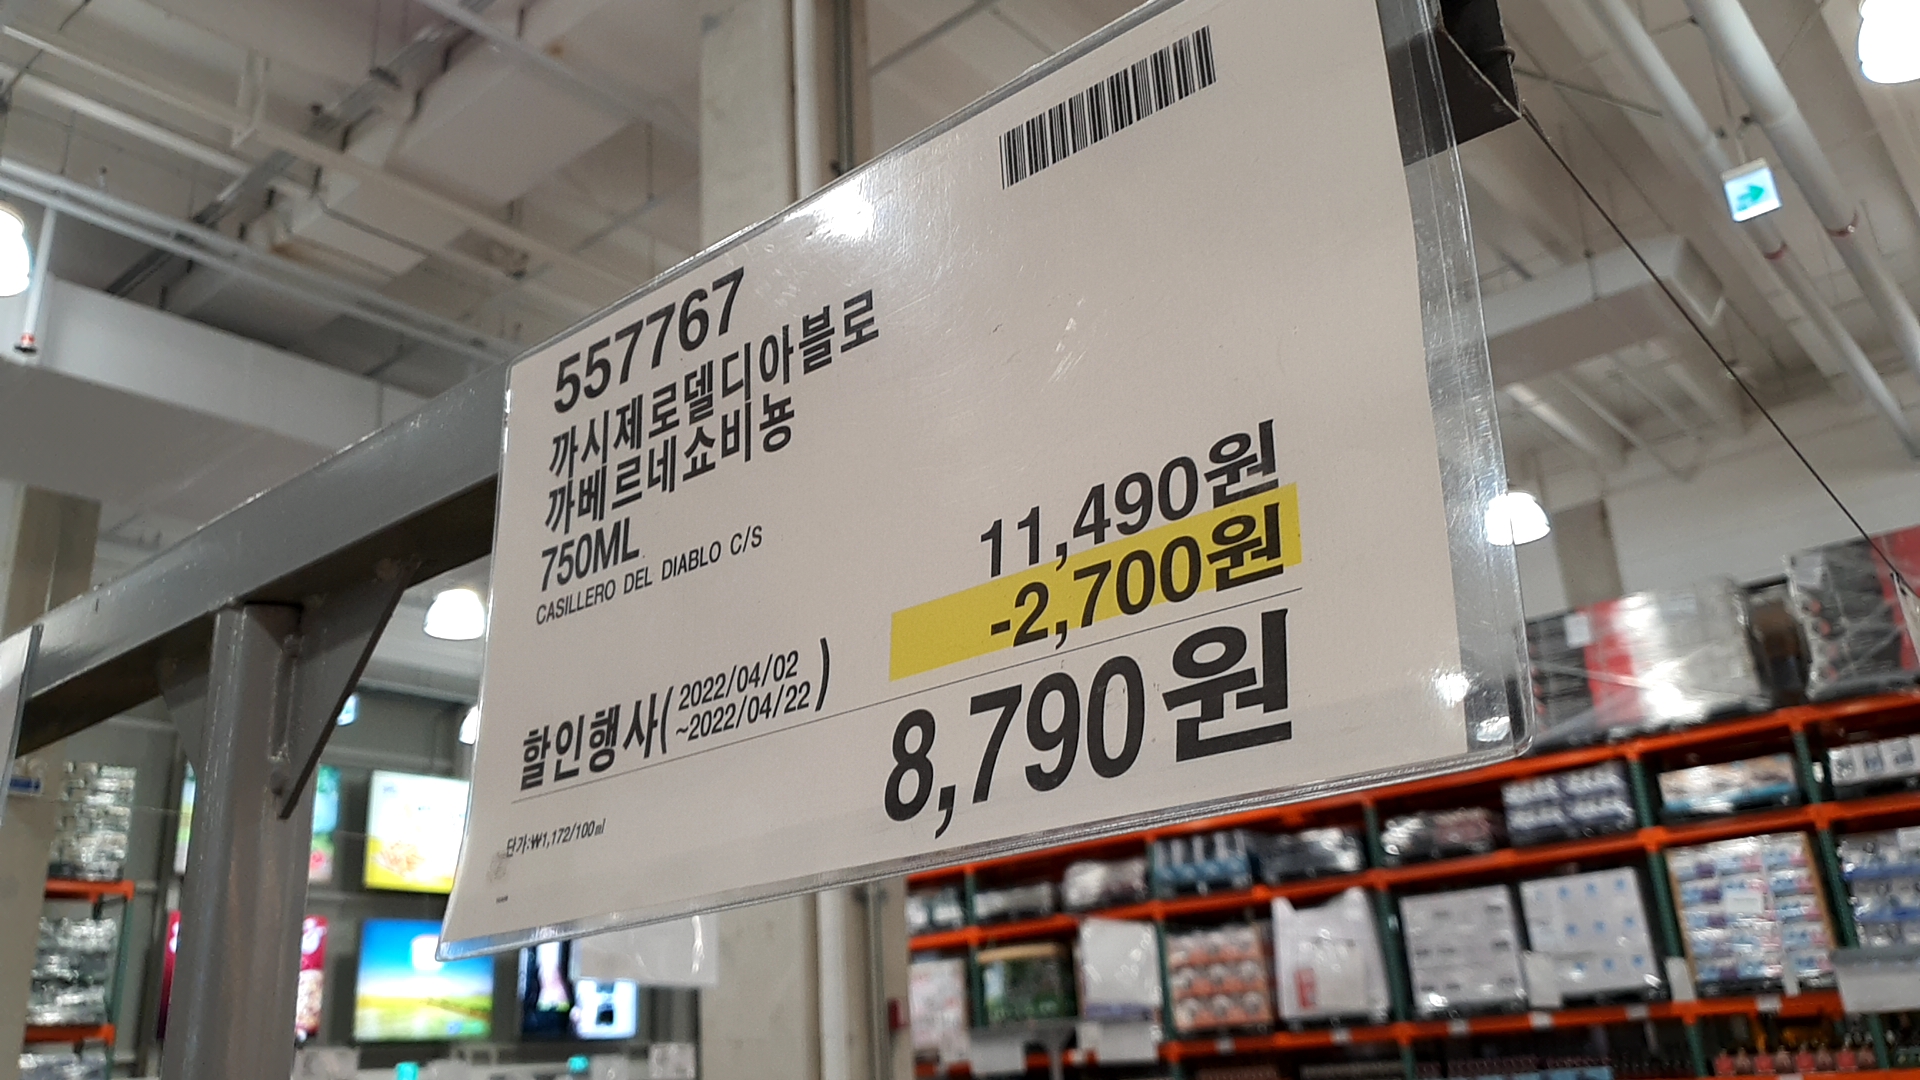 557767
까시제로델디아블로
까베르네쇼비뇽
750ML
CASILLERO DEL DIABLO C/S
11,490원
-2,700원
할인행사(2022/04/02
~2022/04/22)
8,790원
단가:₩1,172/100㎖